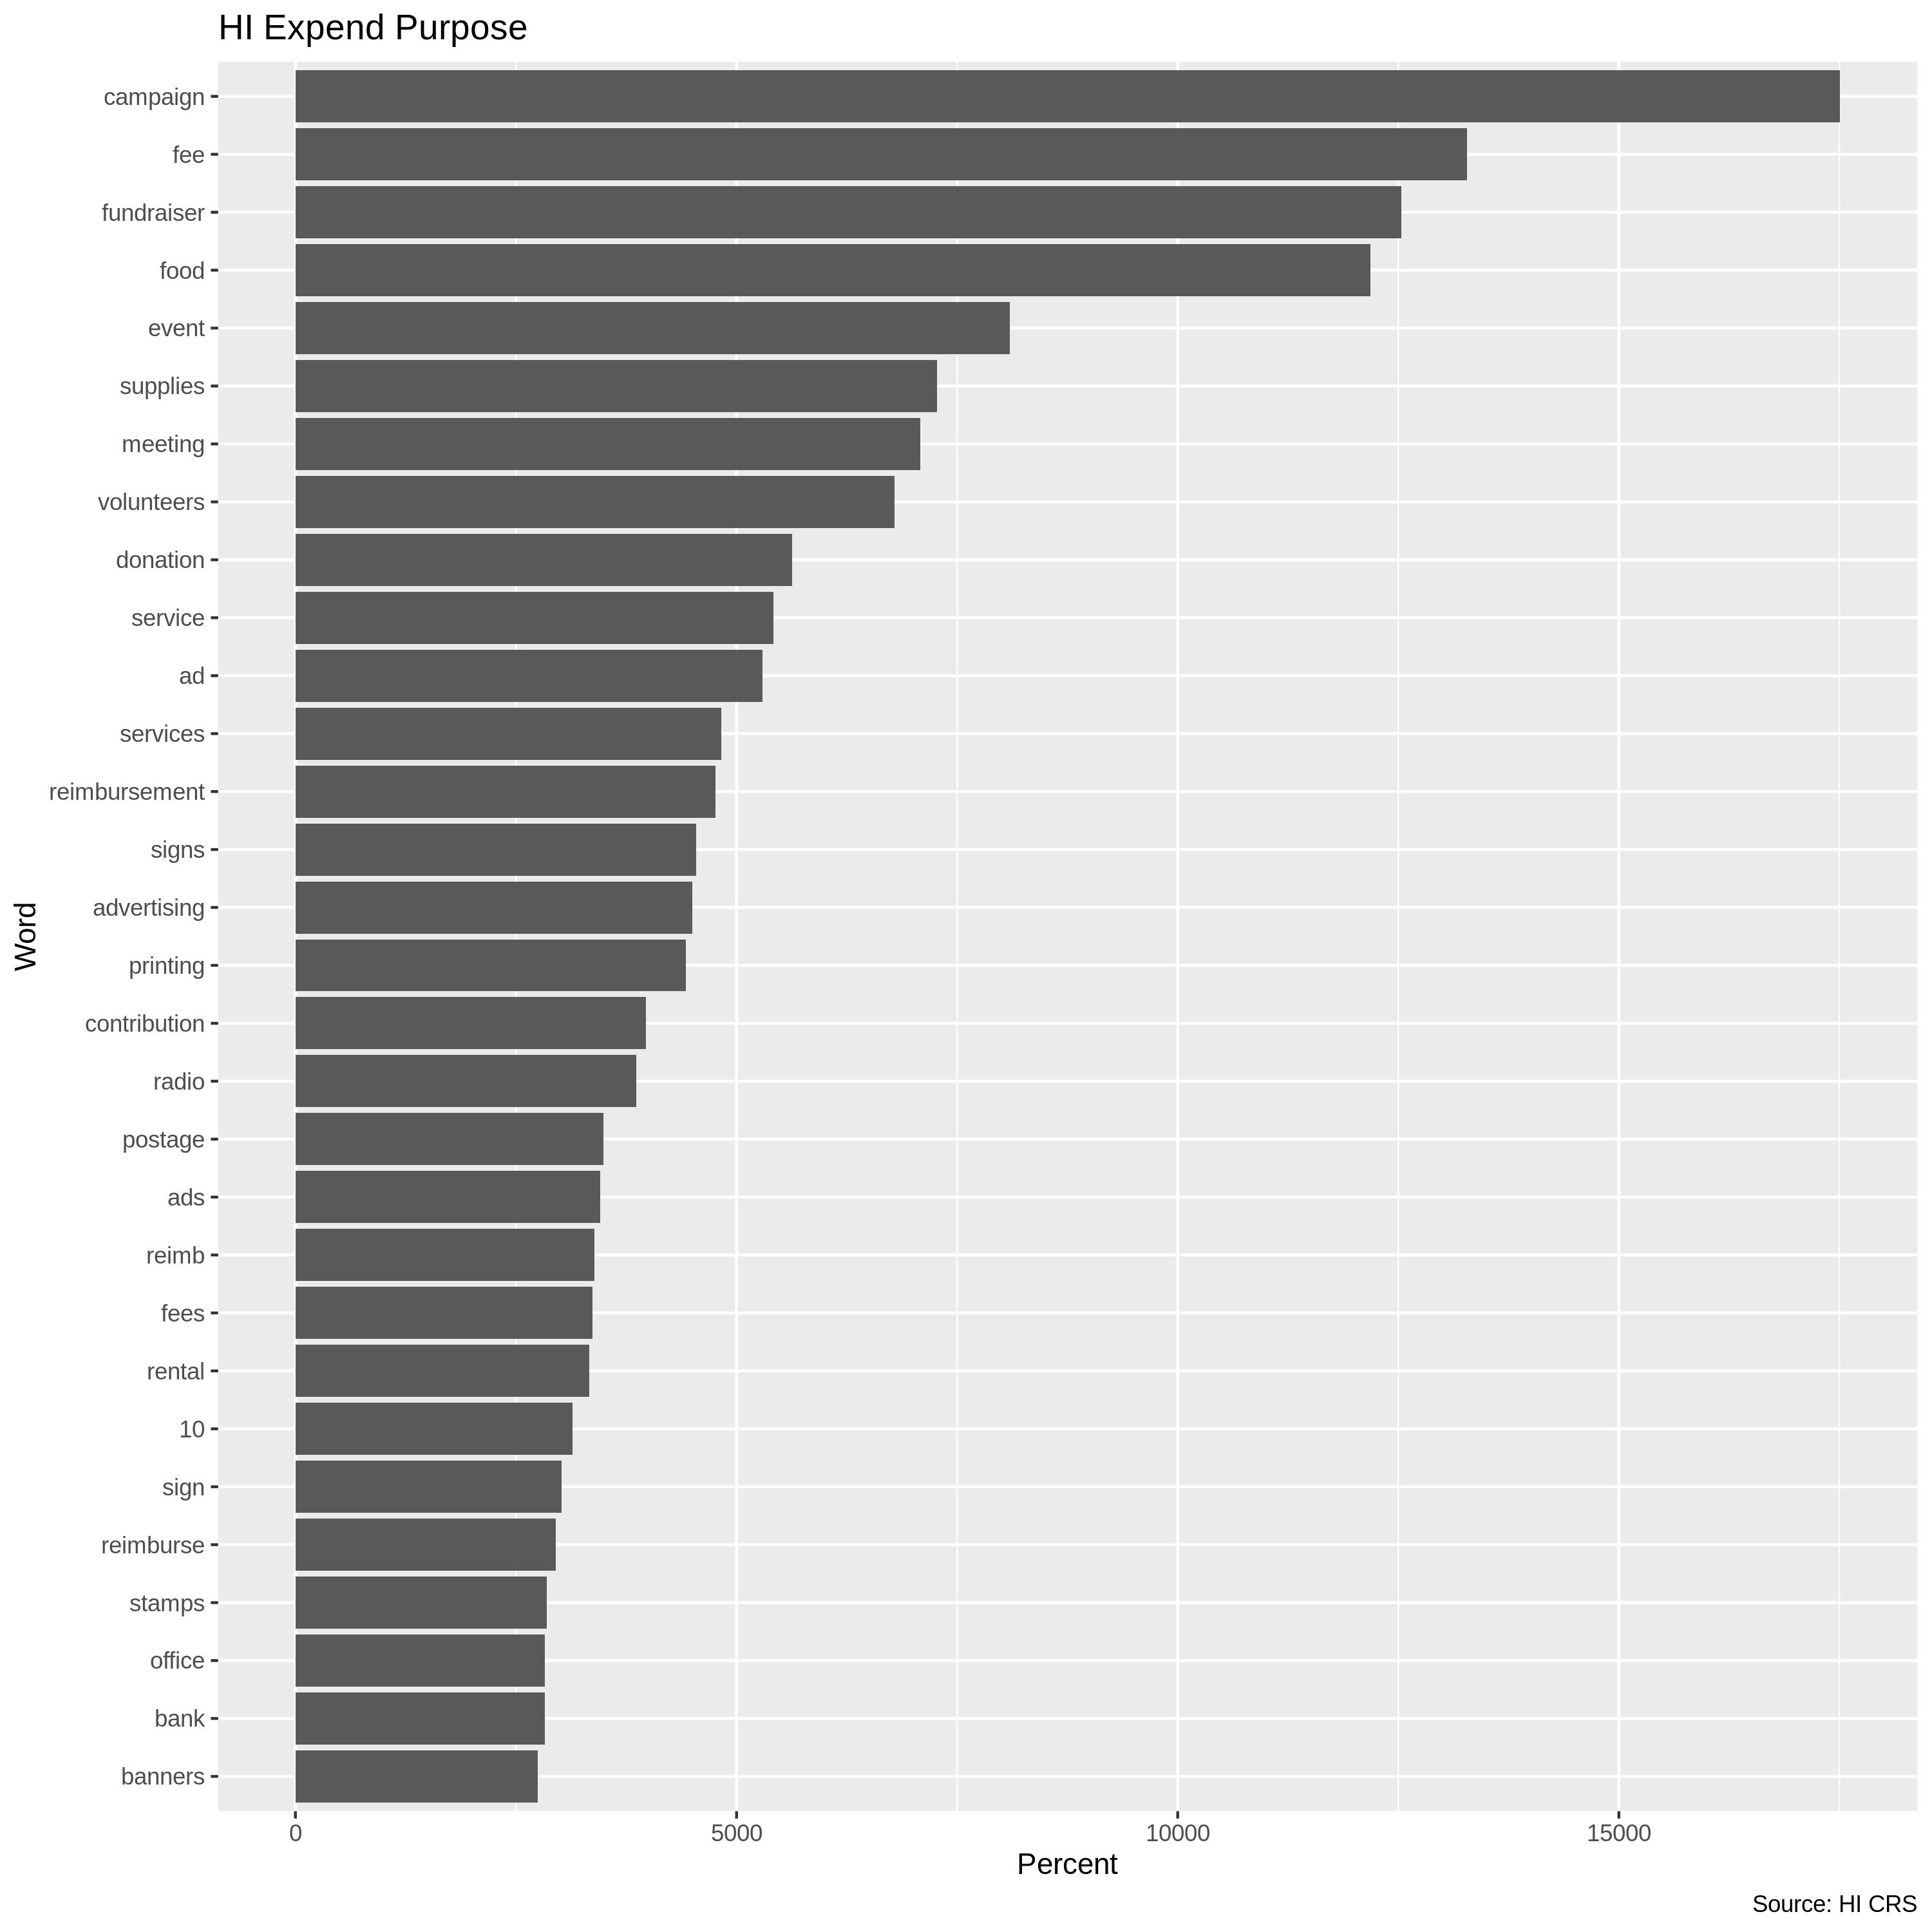 HI Expend Purpose
campaign
fee
fundraiser
food
event
supplies
meeting
volunteers
donation
service
ad
services
reimbursement
signs
advertising
printing
contribution
radio
postage
ads
reimb
fees
rental
10
sign
reimburse
stamps
office
bank
banners
Word
0 5000 10000 15000
Percent
Source: HI CRS